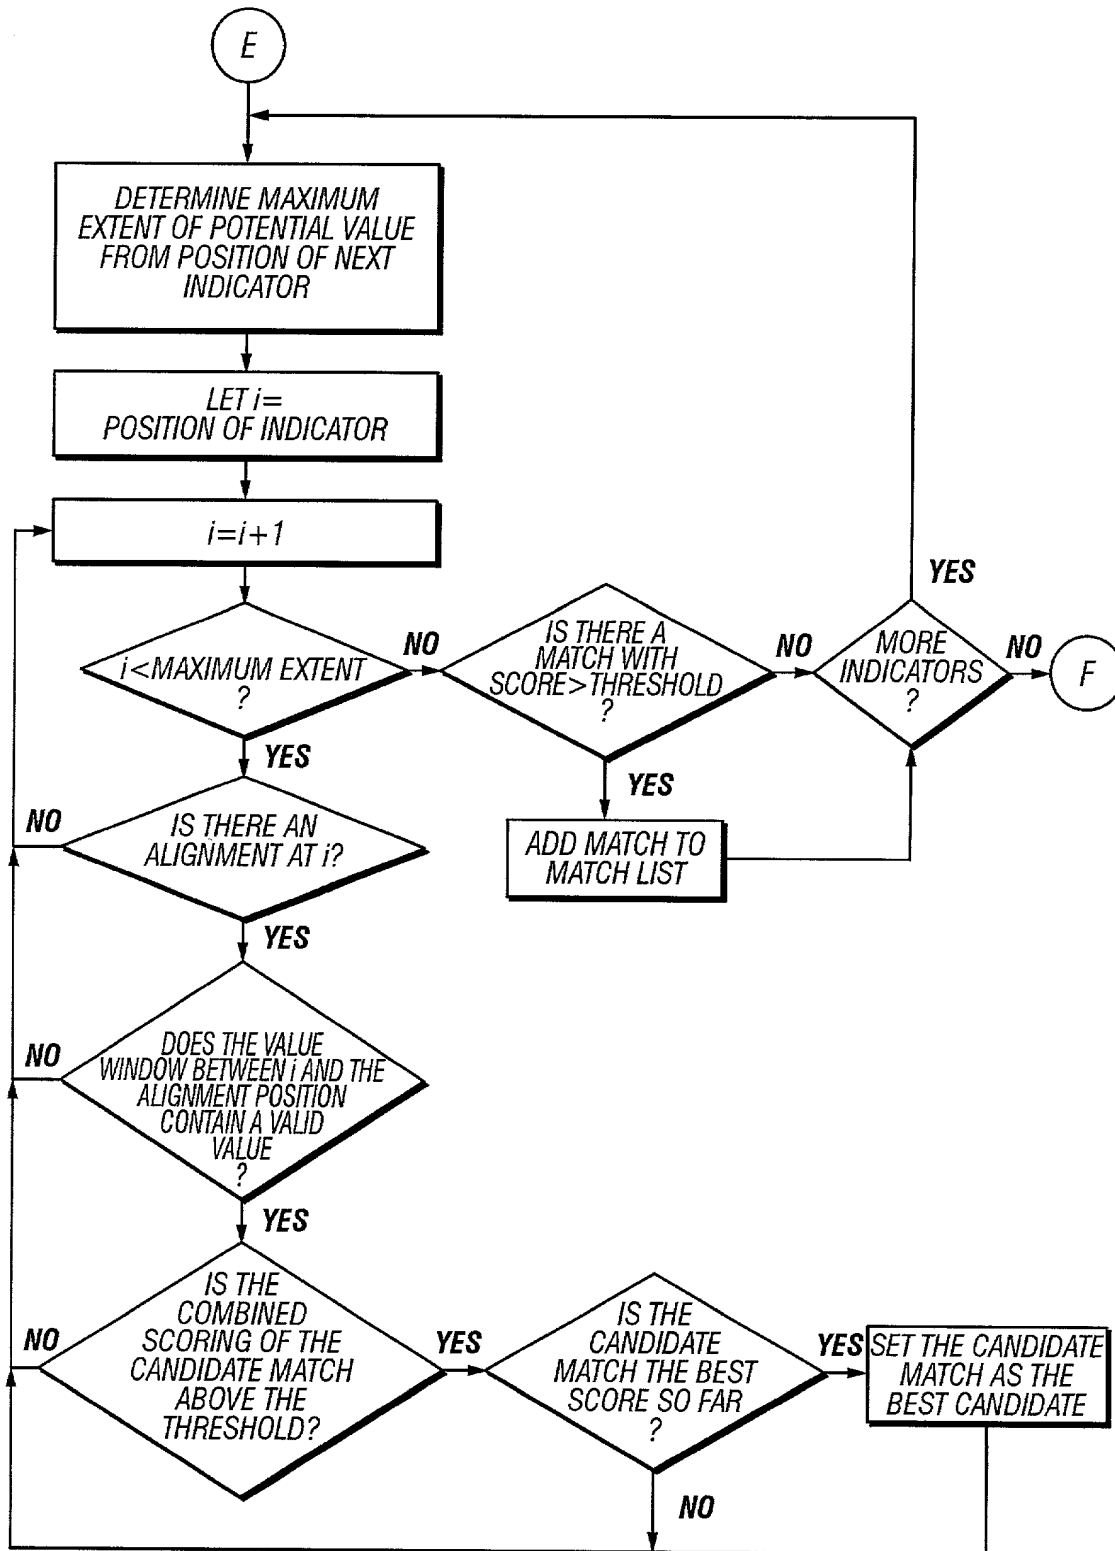 E
DETERMINE MAXIMUM
EXTENT OF POTENTIAL VALUE
FROM POSITION OF NEXT
INDICATOR
LET i=
POSITION OF INDICATOR
i=i+1
i<MAXIMUM EXTENT
?
NO
YES
IS THERE A
MATCH WITH
SCORE>THRESHOLD
?
NO
YES
ADD MATCH TO
MATCH LIST
MORE
INDICATORS
?
YES
NO
F
IS THERE AN
ALIGNMENT AT i?
NO
YES
DOES THE VALUE
WINDOW BETWEEN i AND THE
ALIGNMENT POSITION
CONTAIN A VALID
VALUE
?
NO
YES
IS THE
COMBINED
SCORING OF THE
CANDIDATE MATCH
ABOVE THE
THRESHOLD?
NO
YES
IS THE
CANDIDATE
MATCH THE BEST
SCORE SO FAR
?
YES
NO
SET THE CANDIDATE
MATCH AS THE
BEST CANDIDATE